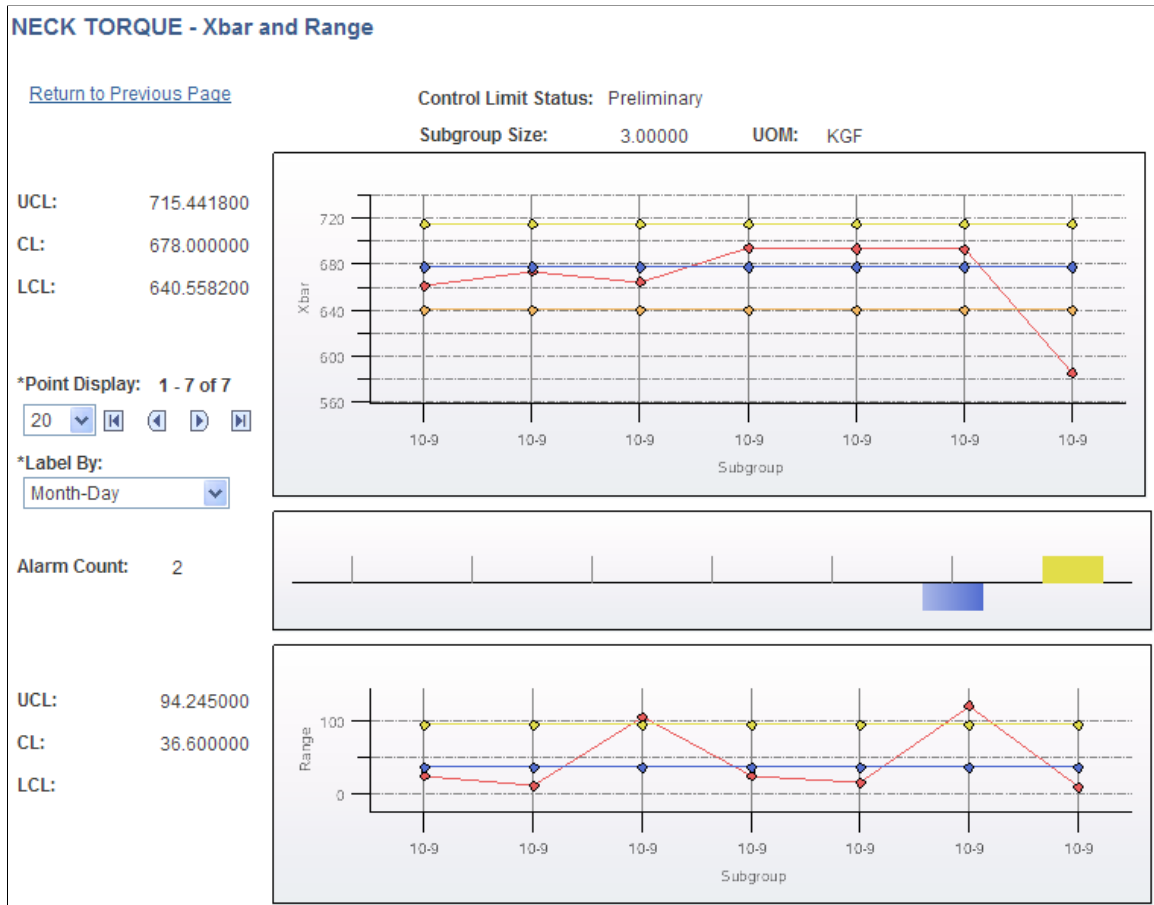 NECK TORQUE - Xbar and Range
Return to Previous Page
Control Limit Status: Preliminary
Subgroup Size: 3.00000 UOM: KGF
UCL: 715.441800
CL: 678.000000
LCL: 640.558200
*Point Display: 1 - 7 of 7
20
*Label By:
Month-Day
Xbar
720
680
640
600
560
10-9 10-9 10-9 10-9 10-9 10-9 10-9
Subgroup
Alarm Count: 2
UCL: 94.245000
CL: 36.600000
LCL:
Range
100
0
10-9 10-9 10-9 10-9 10-9 10-9 10-9
Subgroup